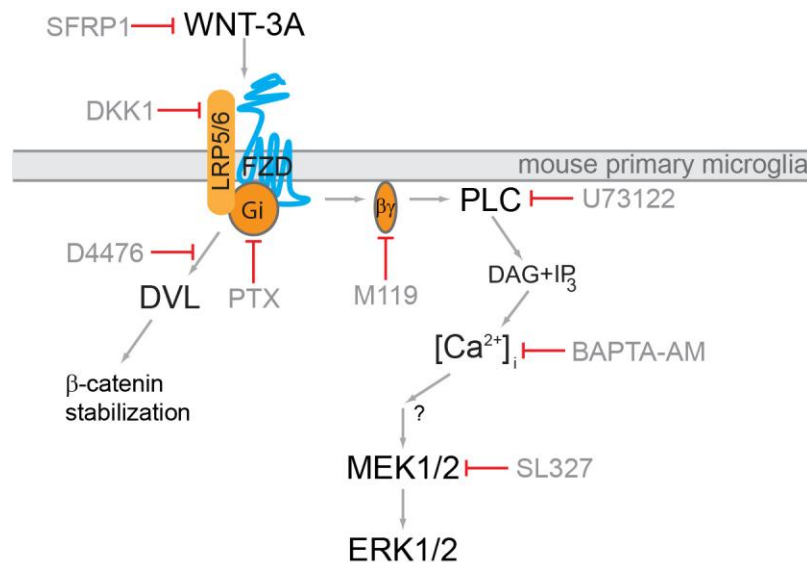 SFRP1
WNT-3A
DKK1
LRP5/6
FZD
mouse primary microglia
Gi
βγ
PLC
U73122
D4476
DVL
PTX
M119
DAG+IP3
[Ca2+]i
BAPTA-AM
β-catenin
stabilization
?
MEK1/2
SL327
ERK1/2